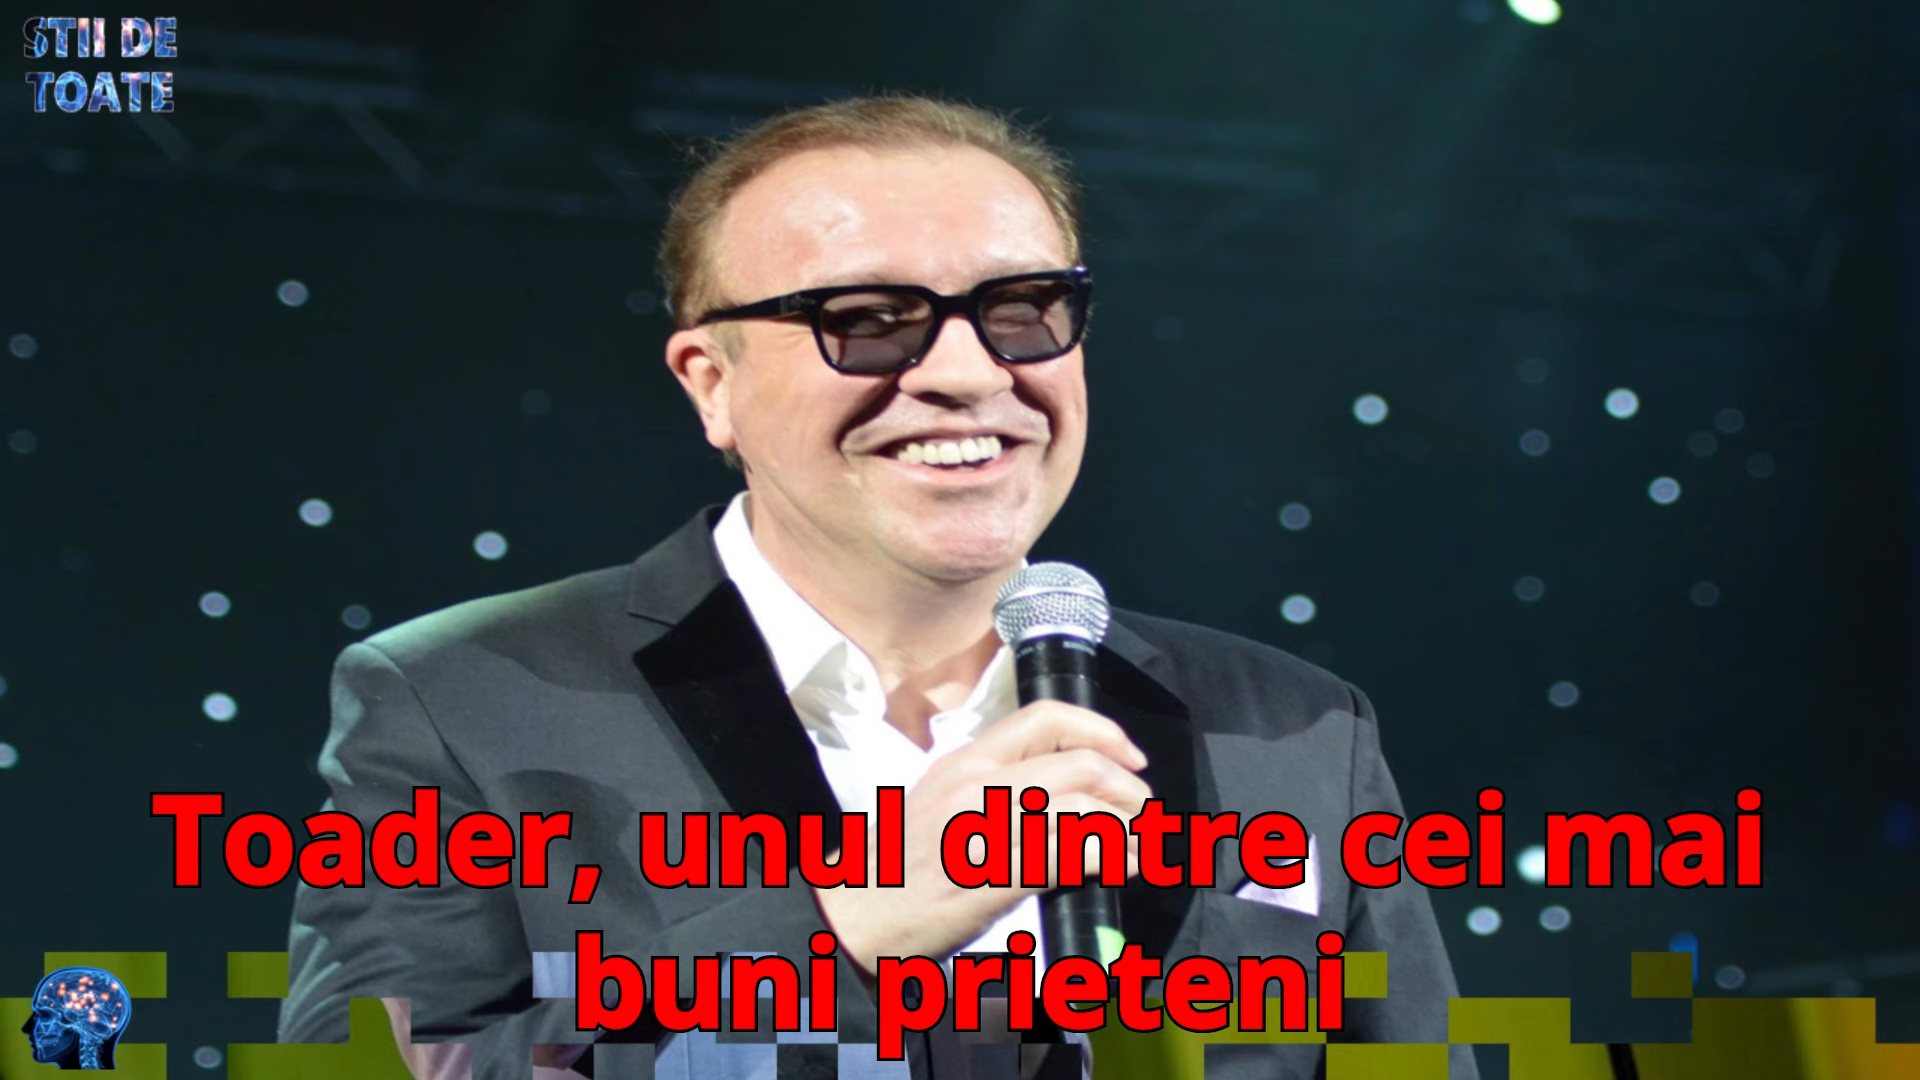 STII DE
TOATE
Toader, unul dintre cei mai
buni prieteni